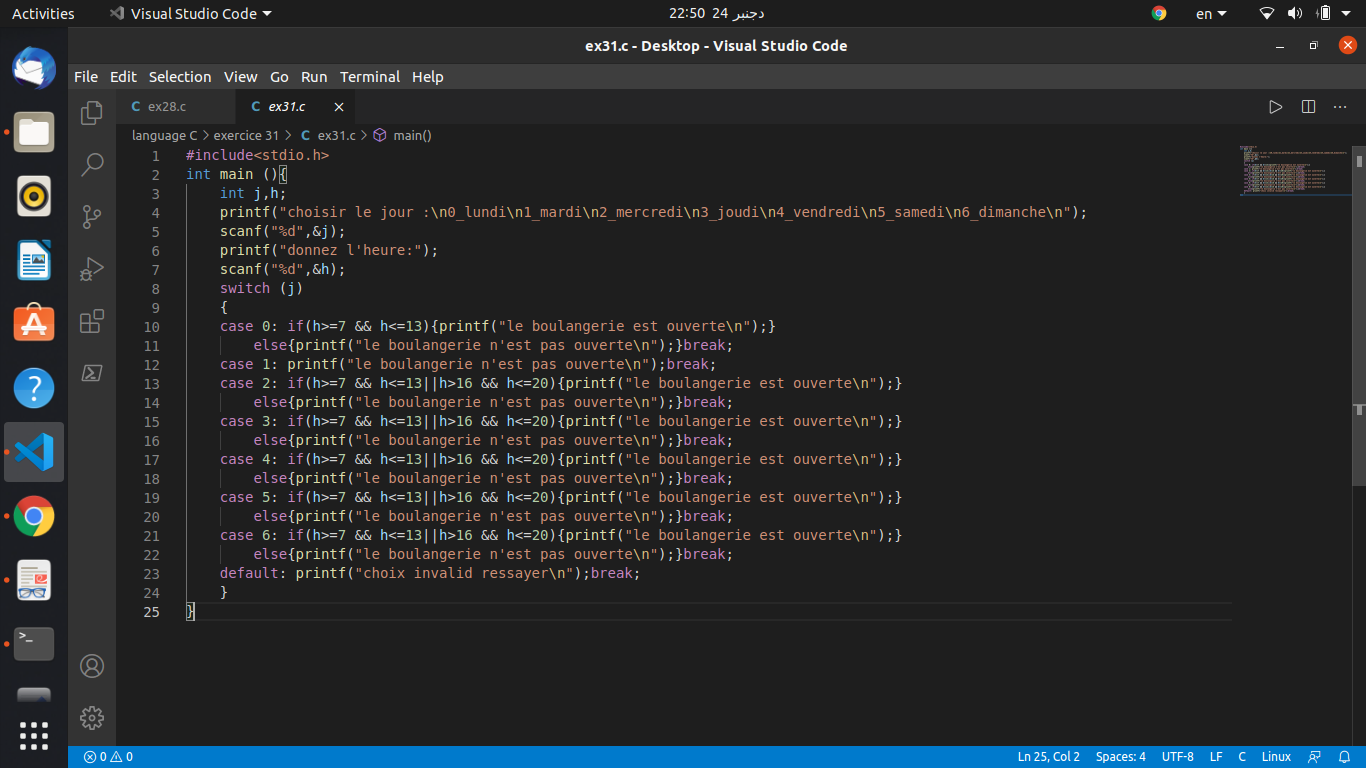 Activities Visual Studio Code 22:50 24 دجنبر en
ex31.c - Desktop - Visual Studio Code
File Edit Selection View Go Run Terminal Help
C ex28.c C ex31.c
language C > exercice 31 > C ex31.c > main()
1 #include<stdio.h>
2 int main (){
3 int j,h;
4 printf("choisir le jour :\n0_lundi\n1_mardi\n2_mercredi\n3_joudi\n4_vendredi\n5_samedi\n6_dimanche\n");
5 scanf("%d",&j);
6 printf("donnez l'heure:");
7 scanf("%d",&h);
8 switch (j)
9 {
10 case 0: if(h>=7 && h<=13){printf("le boulangerie est ouverte\n");}
11 else{printf("le boulangerie n'est pas ouverte\n");}break;
12 case 1: printf("le boulangerie n'est pas ouverte\n");break;
13 case 2: if(h>=7 && h<=13||h>16 && h<=20){printf("le boulangerie est ouverte\n");}
14 else{printf("le boulangerie n'est pas ouverte\n");}break;
15 case 3: if(h>=7 && h<=13||h>16 && h<=20){printf("le boulangerie est ouverte\n");}
16 else{printf("le boulangerie n'est pas ouverte\n");}break;
17 case 4: if(h>=7 && h<=13||h>16 && h<=20){printf("le boulangerie est ouverte\n");}
18 else{printf("le boulangerie n'est pas ouverte\n");}break;
19 case 5: if(h>=7 && h<=13||h>16 && h<=20){printf("le boulangerie est ouverte\n");}
20 else{printf("le boulangerie n'est pas ouverte\n");}break;
21 case 6: if(h>=7 && h<=13||h>16 && h<=20){printf("le boulangerie est ouverte\n");}
22 else{printf("le boulangerie n'est pas ouverte\n");}break;
23 default: printf("choix invalid ressayer\n");break;
24 }
25 }
0 0 Ln 25, Col 2 Spaces: 4 UTF-8 LF C Linux